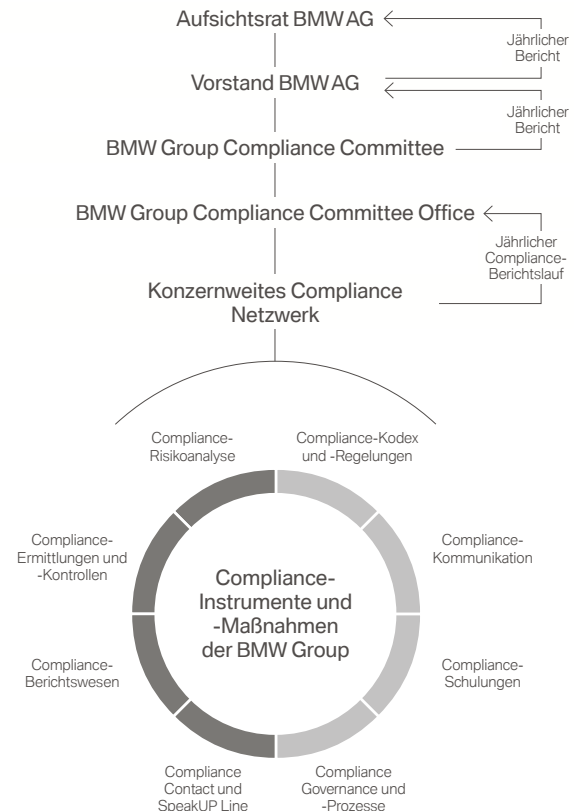 Aufsichtsrat BMW AG
Jährlicher
Bericht
Vorstand BMW AG
Jährlicher
Bericht
BMW Group Compliance Committee
BMW Group Compliance Committee Office
Jährlicher
Compliance-
Berichtslauf
Konzernweites Compliance
Netzwerk
Compliance-
Risikoanalyse
Compliance-Kodex
und -Regelungen
Compliance-
Ermittlungen und
-Kontrollen
Compliance-
Kommunikation
Compliance-
Instrumente und
-Maßnahmen
der BMW Group
Compliance-
Berichtswesen
Compliance-
Schulungen
Compliance
Contact und
SpeakUP Line
Compliance
Governance und
-Prozesse